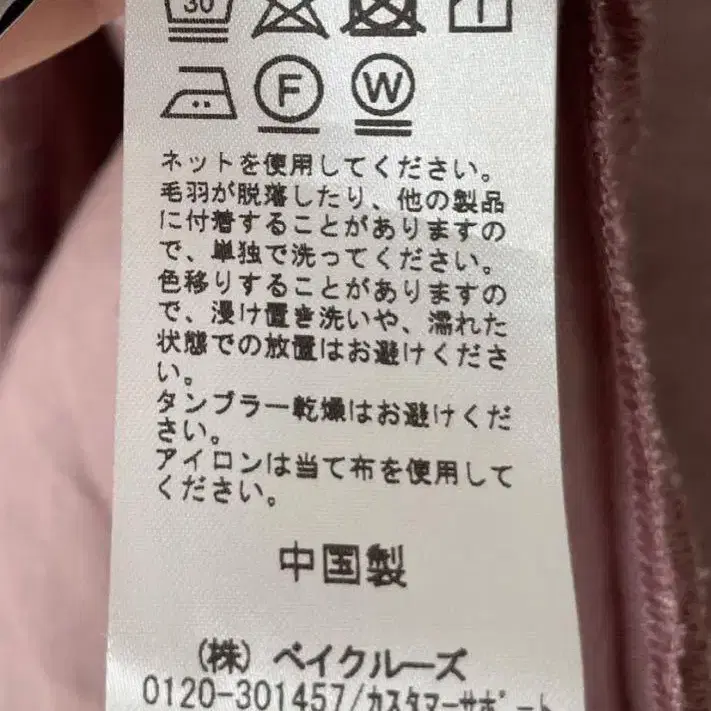 30
F
W
ネットを使用してください。
毛羽が脱落したり、他の製品
に付着することがありますの
で、単独で洗ってください。
色移りすることがありますの
で、浸け置き洗いや、濡れた
状態での放置はお避けくださ
い。
タンブラー乾燥はお避けくだ
さい。
アイロンは当て布を使用して
ください。
中国製
(株) ベイクルーズ
0120-301457/カスタマーサポート